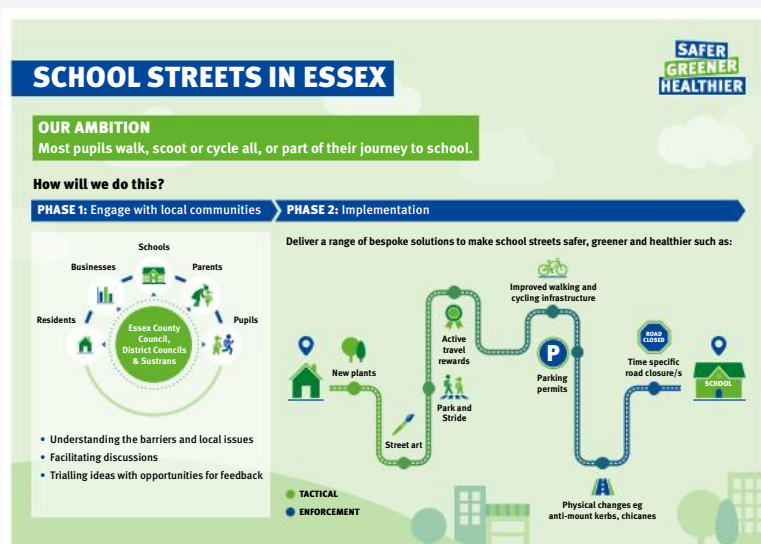 SCHOOL STREETS IN ESSEX
SAFER
GREENER
HEALTHIER
OUR AMBITION
Most pupils walk, scoot or cycle all, or part of their journey to school.
How will we do this?
PHASE 1: Engage with local communities
Schools
Businesses
Parents
Residents
Pupils
Essex County
Council,
District Councils
& Sustrans
• Understanding the barriers and local issues
• Facilitating discussions
• Trialling ideas with opportunities for feedback
PHASE 2: Implementation
Deliver a range of bespoke solutions to make school streets safer, greener and healthier such as:
New plants
Street art
Park and
Stride
Active
travel
rewards
Improved walking and
cycling infrastructure
P
Parking
permits
Physical changes eg
anti-mount kerbs, chicanes
ROAD
CLOSED
Time specific
road closure/s
SCHOOL
TACTICAL
ENFORCEMENT